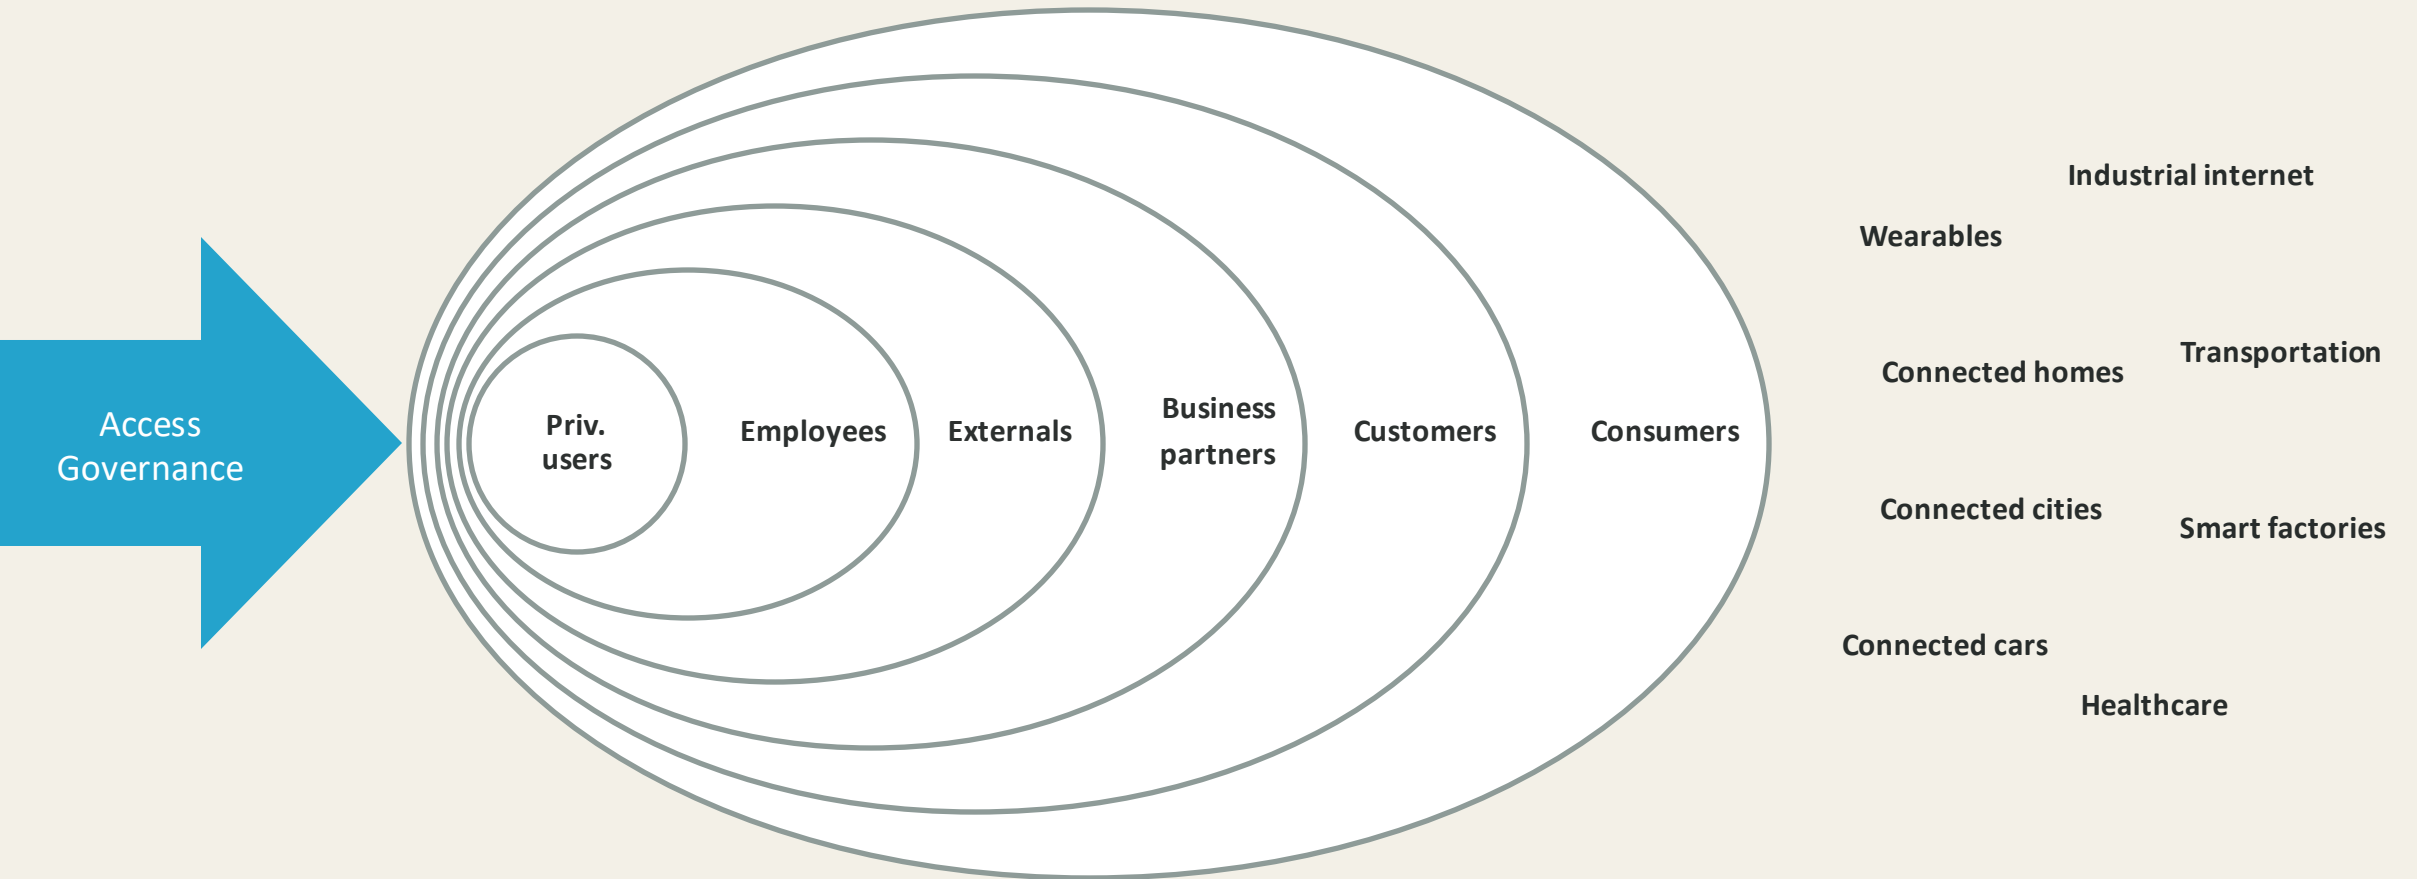 Access
Governance
Priv.
users
Employees
Externals
Business
partners
Customers
Consumers
Industrial internet
Wearables
Transportation
Connected homes
Connected cities
Smart factories
Connected cars
Healthcare